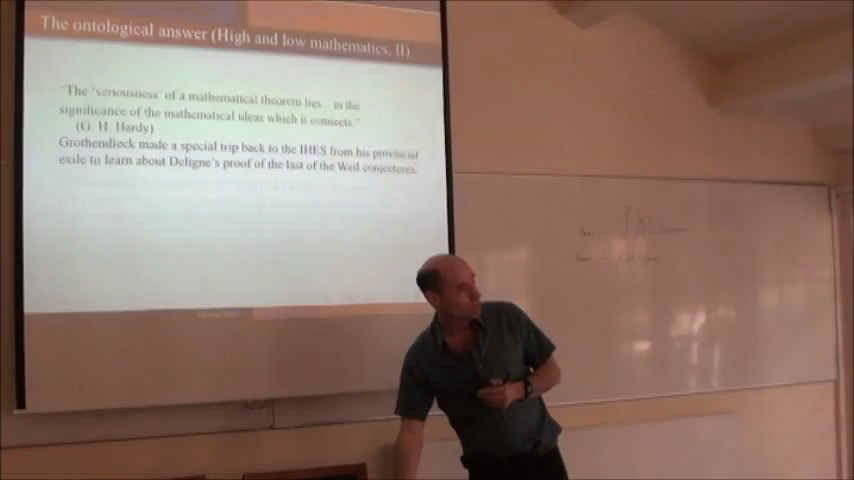 The ontological answer (High and low mathematics, II)
"The 'seriousness' of a mathematical theorem lies... in the
significance of the mathematical ideas which it connects."
(G. H. Hardy)
Grothendieck made a special trip back to the IHES from his provincial
exile to learn about Deligne's proof of the last of the Weil conjectures.